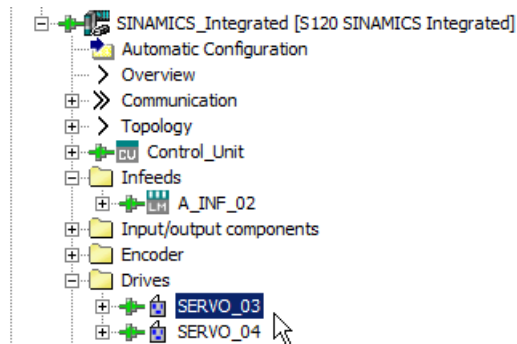 SINAMICS_Integrated [S120 SINAMICS Integrated]
Automatic Configuration
Overview
Communication
Topology
CU Control_Unit
Infeeds
LM A_INF_02
Input/output components
Encoder
Drives
SERVO_03
SERVO_04